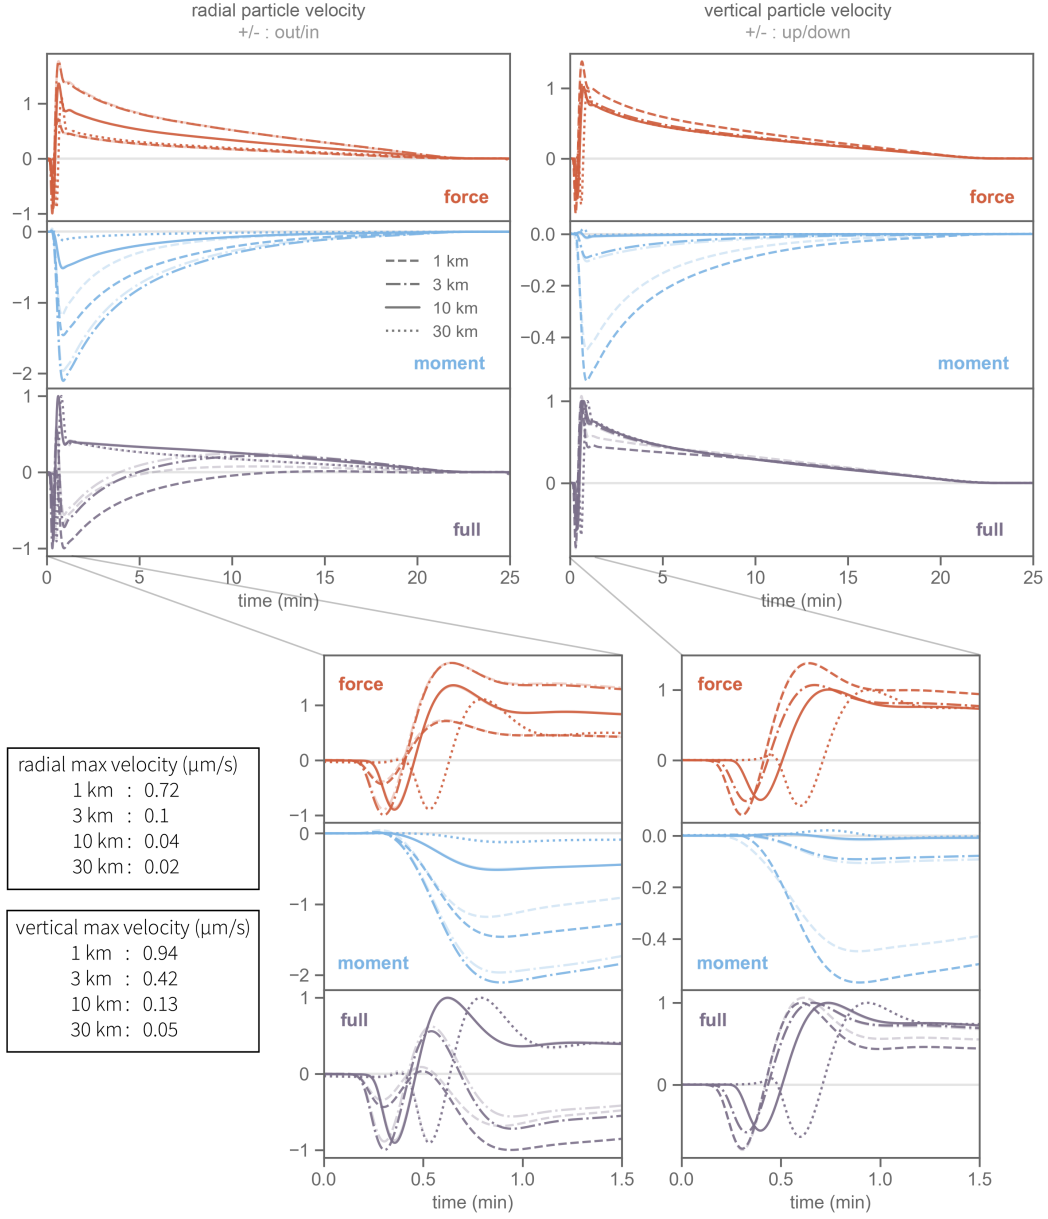 radial particle velocity
+/- : out/in
vertical particle velocity
+/- : up/down
1
0
−1
force
1
0
force
0
−1
−2
1 km
3 km
10 km
30 km
moment
0.0
−0.2
−0.4
moment
1
0
−1
full
0 5 10 15 20 25
time (min)
1
0
full
0 5 10 15 20 25
time (min)
radial max velocity (μm/s)
1 km : 0.72
3 km : 0.1
10 km : 0.04
30 km : 0.02
vertical max velocity (μm/s)
1 km : 0.94
3 km : 0.42
10 km : 0.13
30 km : 0.05
force
1
0
−1
moment
0
−1
−2
full
1
0
−1
0.0 0.5 1.0 1.5
time (min)
force
1
0
moment
0.0
−0.2
−0.4
full
1
0
0.0 0.5 1.0 1.5
time (min)